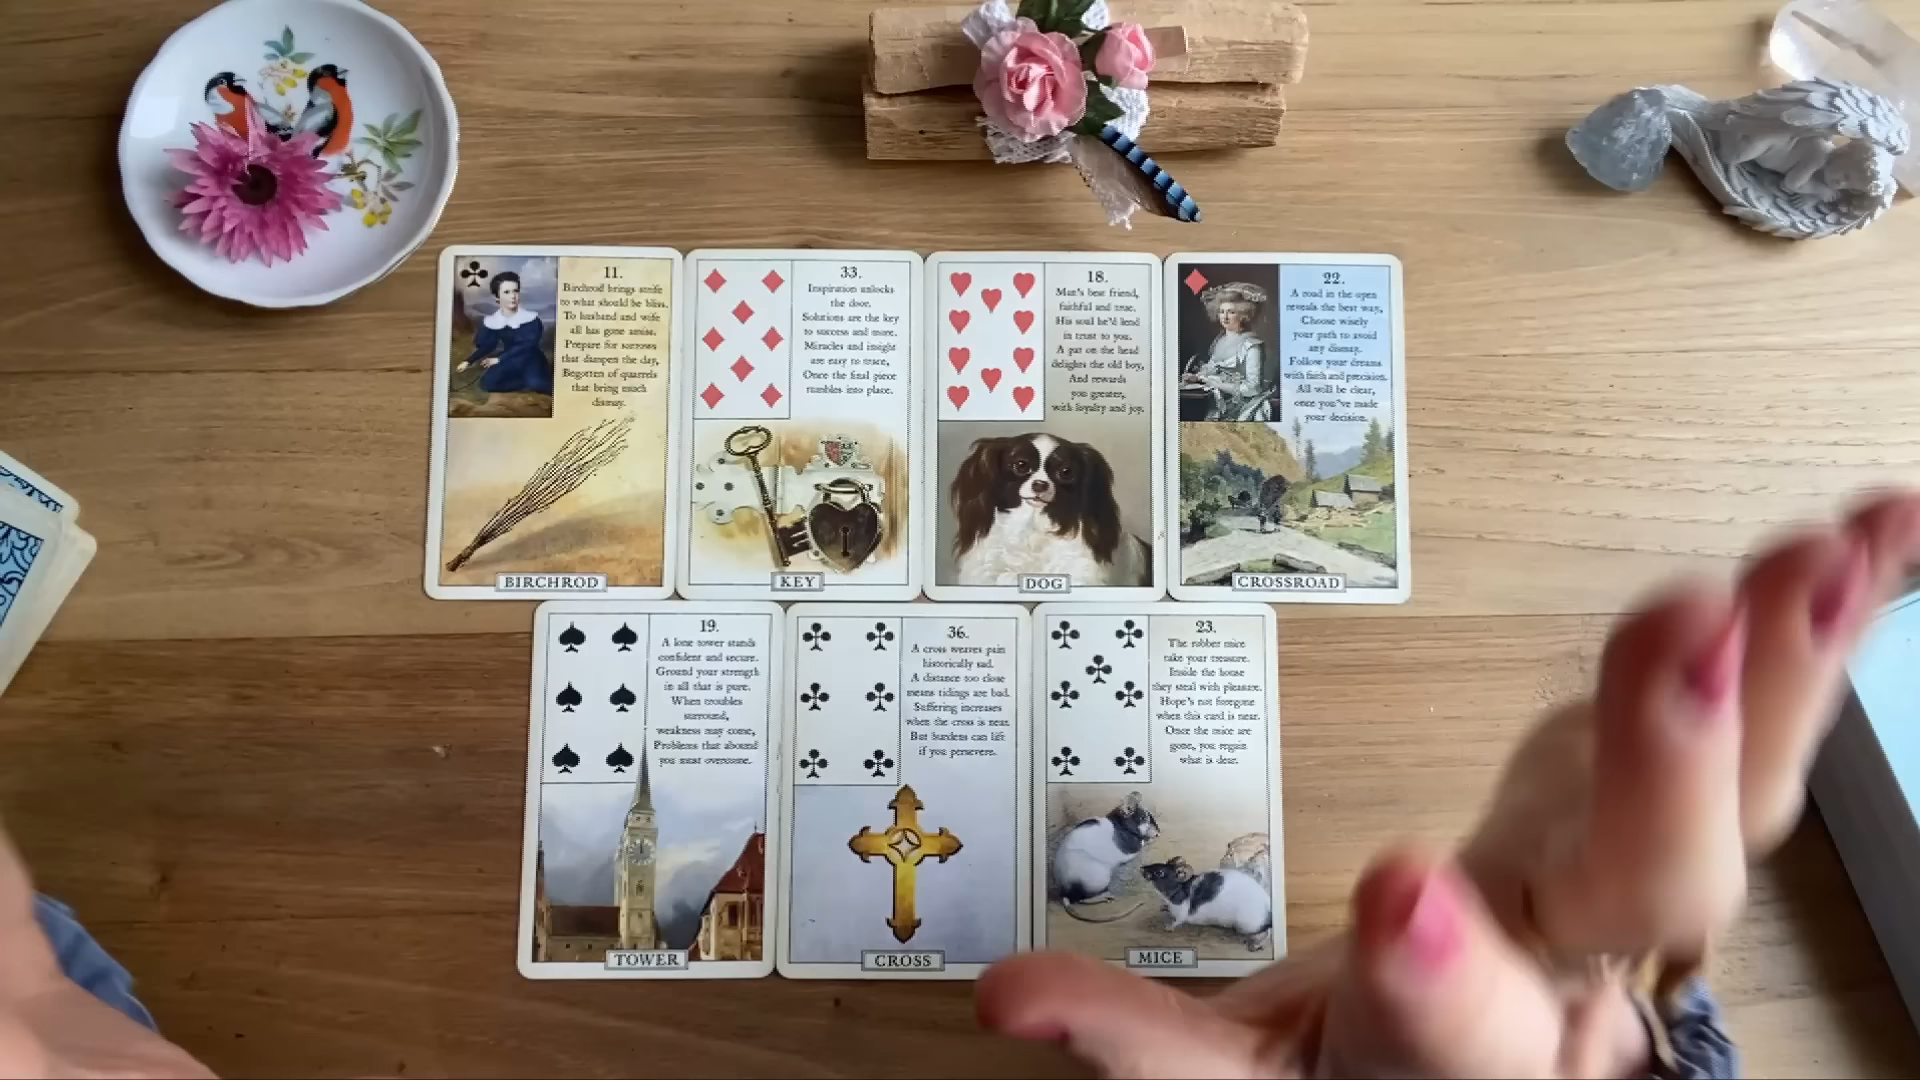 11.
Birchrod brings strife
to what should be bliss.
To husband and wife
all has gone amiss.
Prepare for sorrows
that dampen the day,
Begotten of quarrels
that bring much
dismay.
BIRCHROD
33.
Inspiration unlocks
the door.
Solutions are the key
to success and more.
Miracles and insight
are easy to trace,
Once the final piece
tumbles into place.
KEY
18.
Man's best friend,
faithful and true.
His soul he'd lend
in trust to you.
A pat on the head
delights the old boy,
And rewards
you greater,
with loyalty and joy.
DOG
22.
A road in the open
reveals the best way,
Choose wisely
your path to avoid
any dismay.
Follow your dreams
with faith and precision.
All will be clear,
once you've made
your decision.
CROSSROAD
19.
A lone tower stands
confident and secure.
Ground your strength
in all that is pure.
When troubles
surround,
weakness may come,
Problems that abound
you must overcome.
TOWER
36.
A cross weaves pain
historically sad.
A distance too close
means tidings are bad.
Suffering increases
when the cross is near.
But burdens can lift
if you persevere.
CROSS
23.
The robber mice
take your treasure.
Inside the house
they steal with pleasure.
Hope's not foregone
when this card is near.
Once the mice are
gone, you regain
what is dear.
MICE